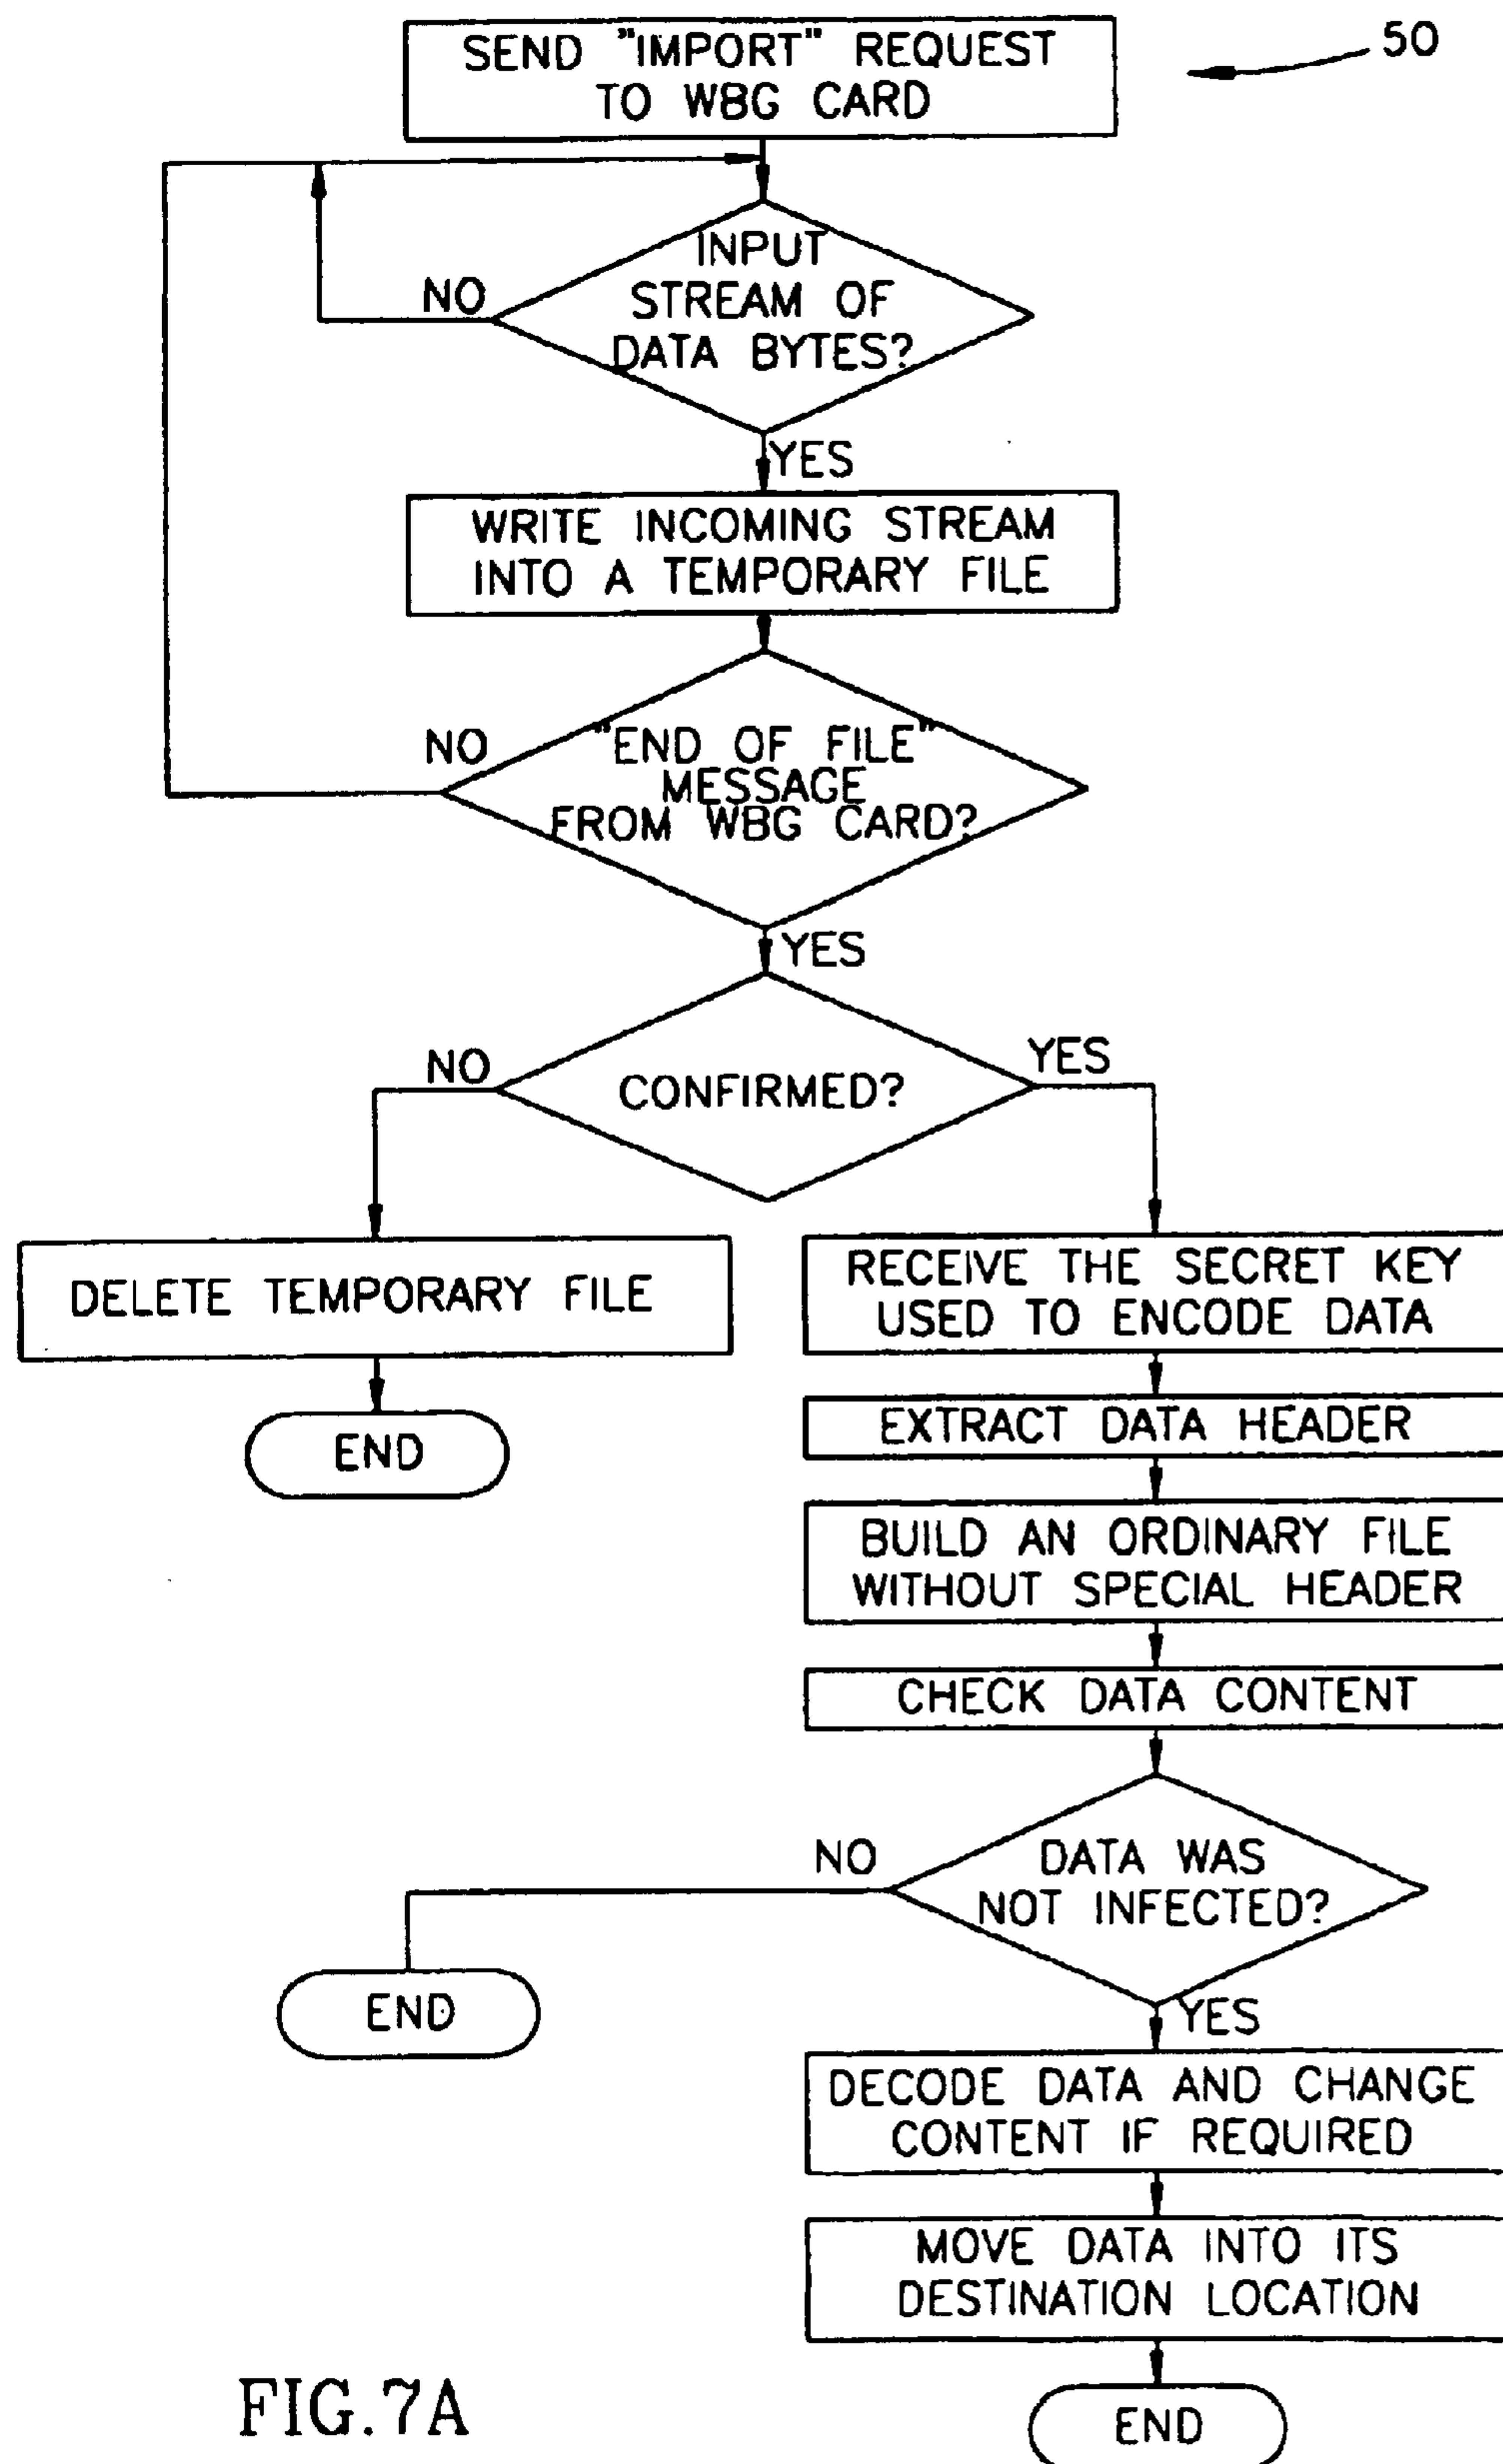 SEND "IMPORT" REQUEST
TO WBG CARD
50
INPUT
STREAM OF
DATA BYTES?
NO
YES
WRITE INCOMING STREAM
INTO A TEMPORARY FILE
"END OF FILE"
MESSAGE
FROM WBG CARD?
NO
YES
CONFIRMED?
NO
YES
DELETE TEMPORARY FILE
END
RECEIVE THE SECRET KEY
USED TO ENCODE DATA
EXTRACT DATA HEADER
BUILD AN ORDINARY FILE
WITHOUT SPECIAL HEADER
CHECK DATA CONTENT
DATA WAS
NOT INFECTED?
NO
END
YES
DECODE DATA AND CHANGE
CONTENT IF REQUIRED
MOVE DATA INTO ITS
DESTINATION LOCATION
END
FIG.7A